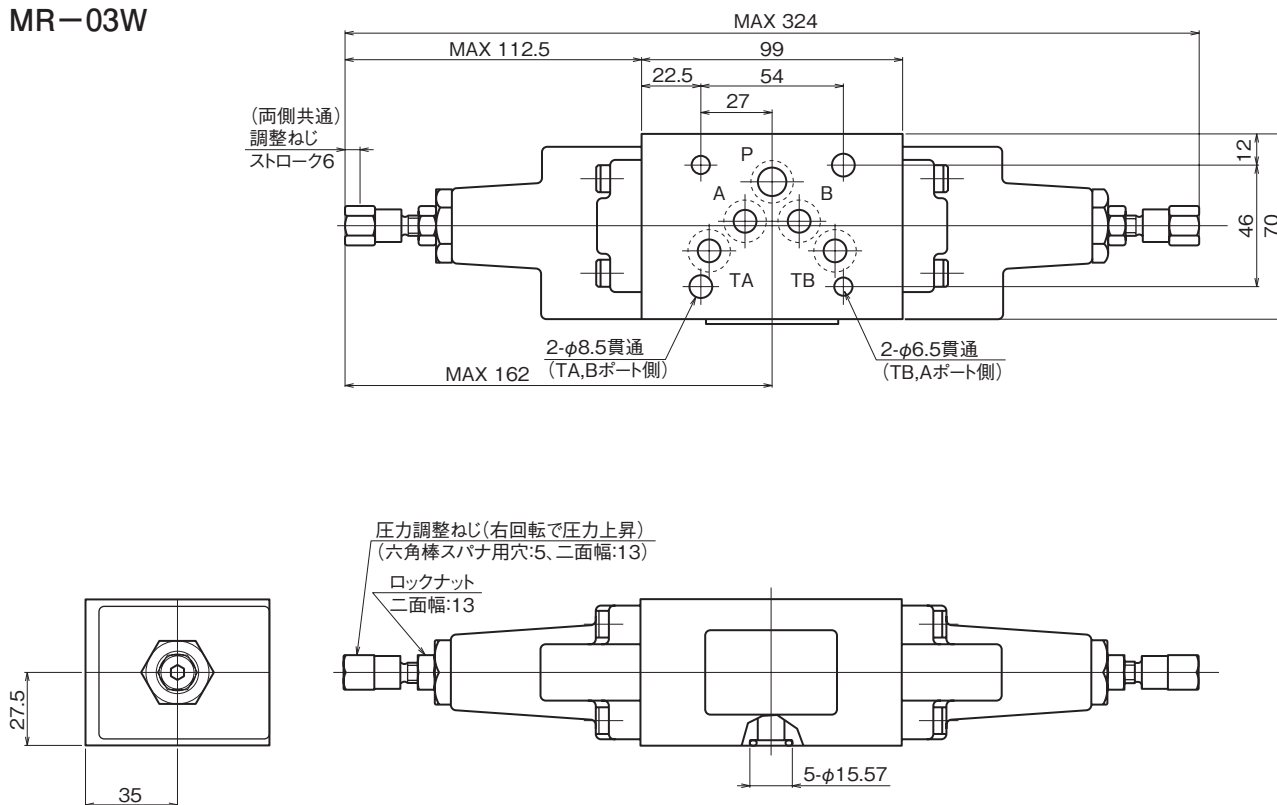 MR－03W
MAX 324
MAX 112.5
99
22.5
54
27
(両側共通)
調整ねじ
ストローク6
P
A
B
TA
TB
12
46
70
2-φ8.5貫通
(TA,Bポート側)
2-φ6.5貫通
(TB,Aポート側)
MAX 162
圧力調整ねじ(右回転で圧力上昇)
(六角棒スパナ用穴:5、二面幅:13)
ロックナット
二面幅:13
27.5
35
5-φ15.57